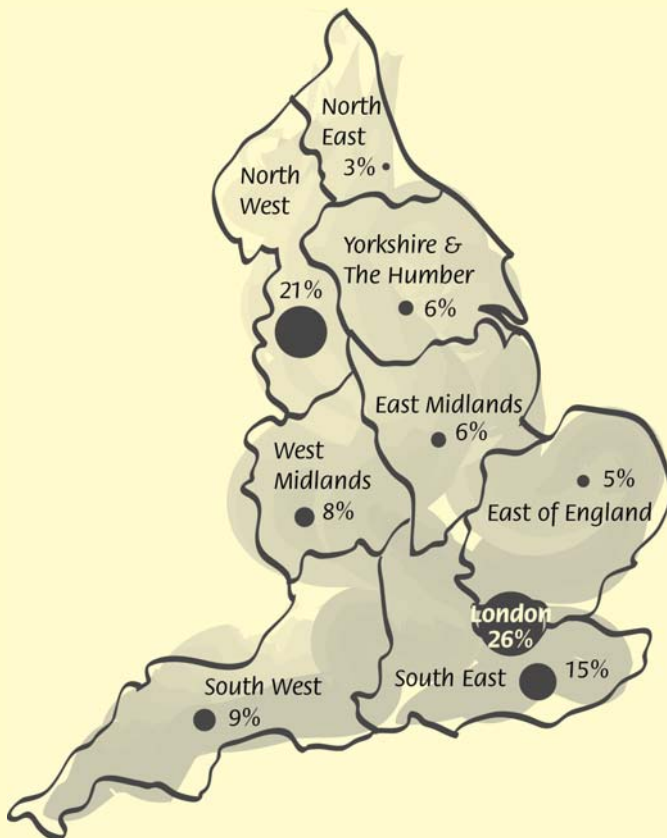 North
East
3%
North
West
21%
Yorkshire &
The Humber
6%
East Midlands
6%
West
Midlands
8%
5%
East of England
London
26%
South East
15%
South West
9%